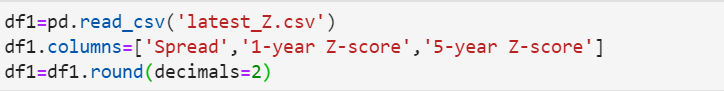 df1=pd.read_csv('latest_Z.csv')
df1.columns=['Spread','1-year Z-score','5-year Z-score']
df1=df1.round(decimals=2)